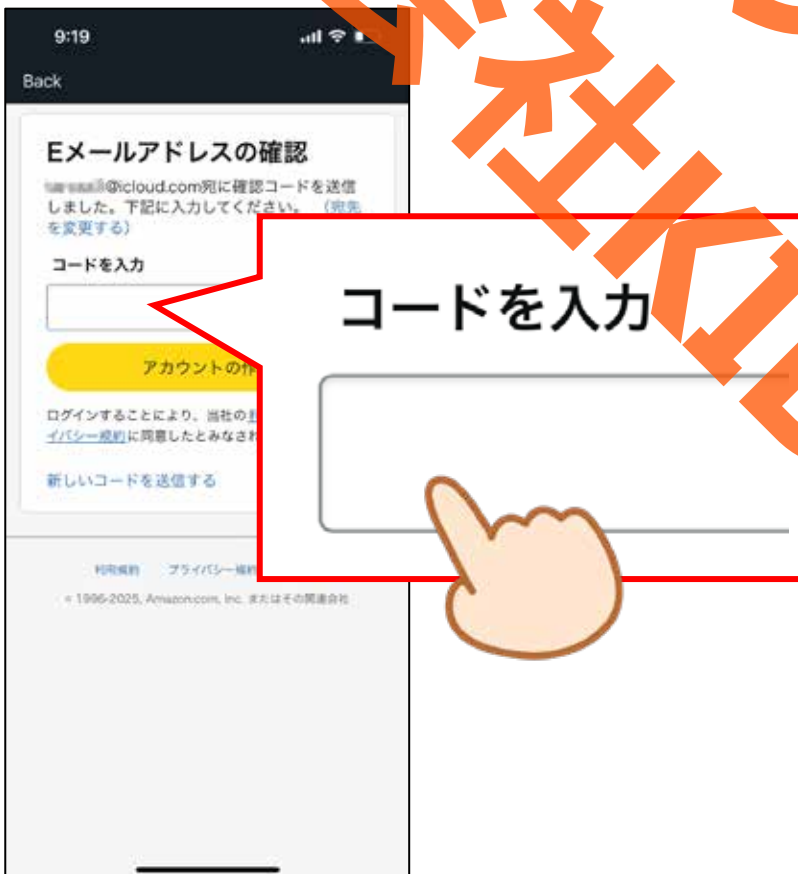 9:19
Back
Eメールアドレスの確認
@icloud.com宛に確認コードを送信
しました。下記に入力してください。 (宛先
を変更する)
コードを入力
アカウントの作
ログインすることにより、当社の
イバシー規約に同意したとみなされ
新しいコードを送信する
利用規約 プライバシー規約
© 1996-2025, Amazon.com, Inc. またはその関連会社
コードを入力
社KID